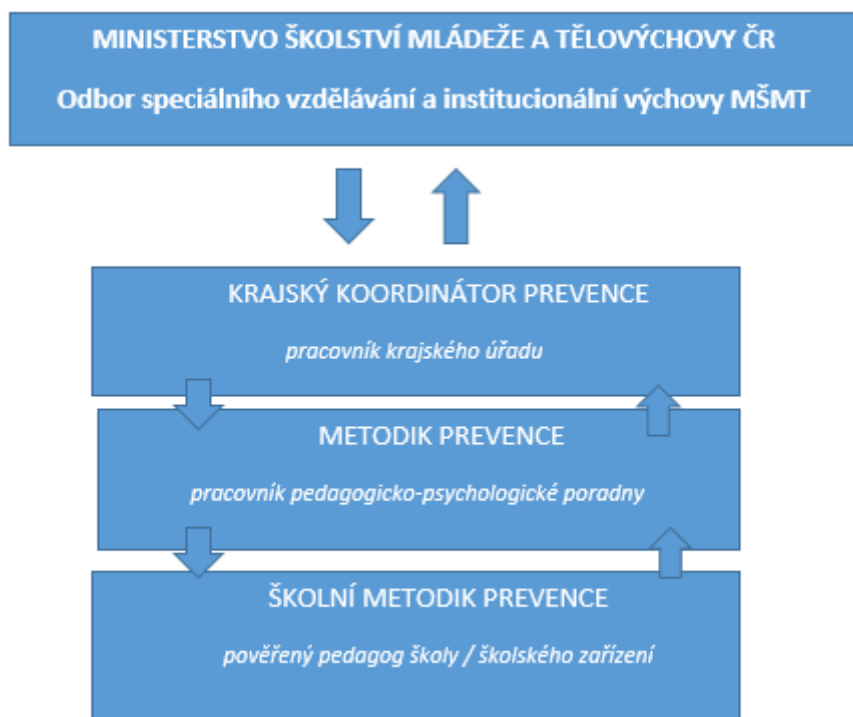 MINISTERSTVO ŠKOLSTVÍ MLÁDEŽE A TĚLOVÝCHOVY ČR
Odbor speciálního vzdělávání a institucionální výchovy MŠMT
KRAJSKÝ KOORDINÁTOR PREVENCE
pracovník krajského úřadu
METODIK PREVENCE
pracovník pedagogicko-psychologické poradny
ŠKOLNÍ METODIK PREVENCE
pověřený pedagog školy / školského zařízení